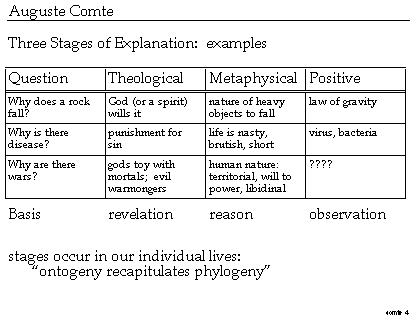 Auguste Comte
Three Stages of Explanation:  examples
Question Theological Metaphysical Positive
Why does a rock God (or a spirit) nature of heavy law of gravity
fall? wills it objects to fall
Why is there punishment for life is nasty, virus, bacteria
disease? sin brutish, short
Why are there gods toy with human nature: ????
wars? mortals;  evil territorial, will to
warmongers power, libidinal
Basis revelation reason observation
stages occur in our individual lives:
“ontogeny recapitulates phylogeny”
comte 4